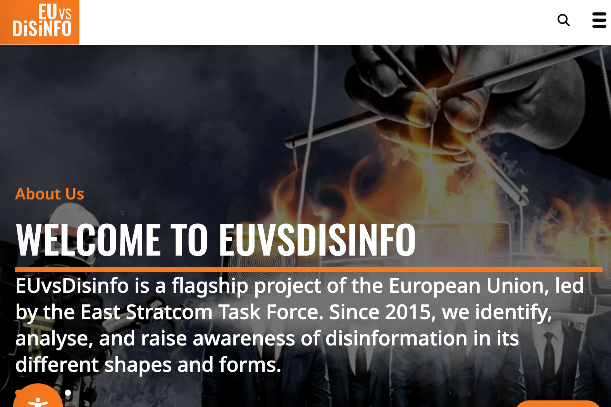 EU VS
DiSiNFO
About Us
WELCOME TO EUVSDISINFO
EUvsDisinfo is a flagship project of the European Union, led
by the East Stratcom Task Force. Since 2015, we identify,
analyse, and raise awareness of disinformation in its
different shapes and forms.